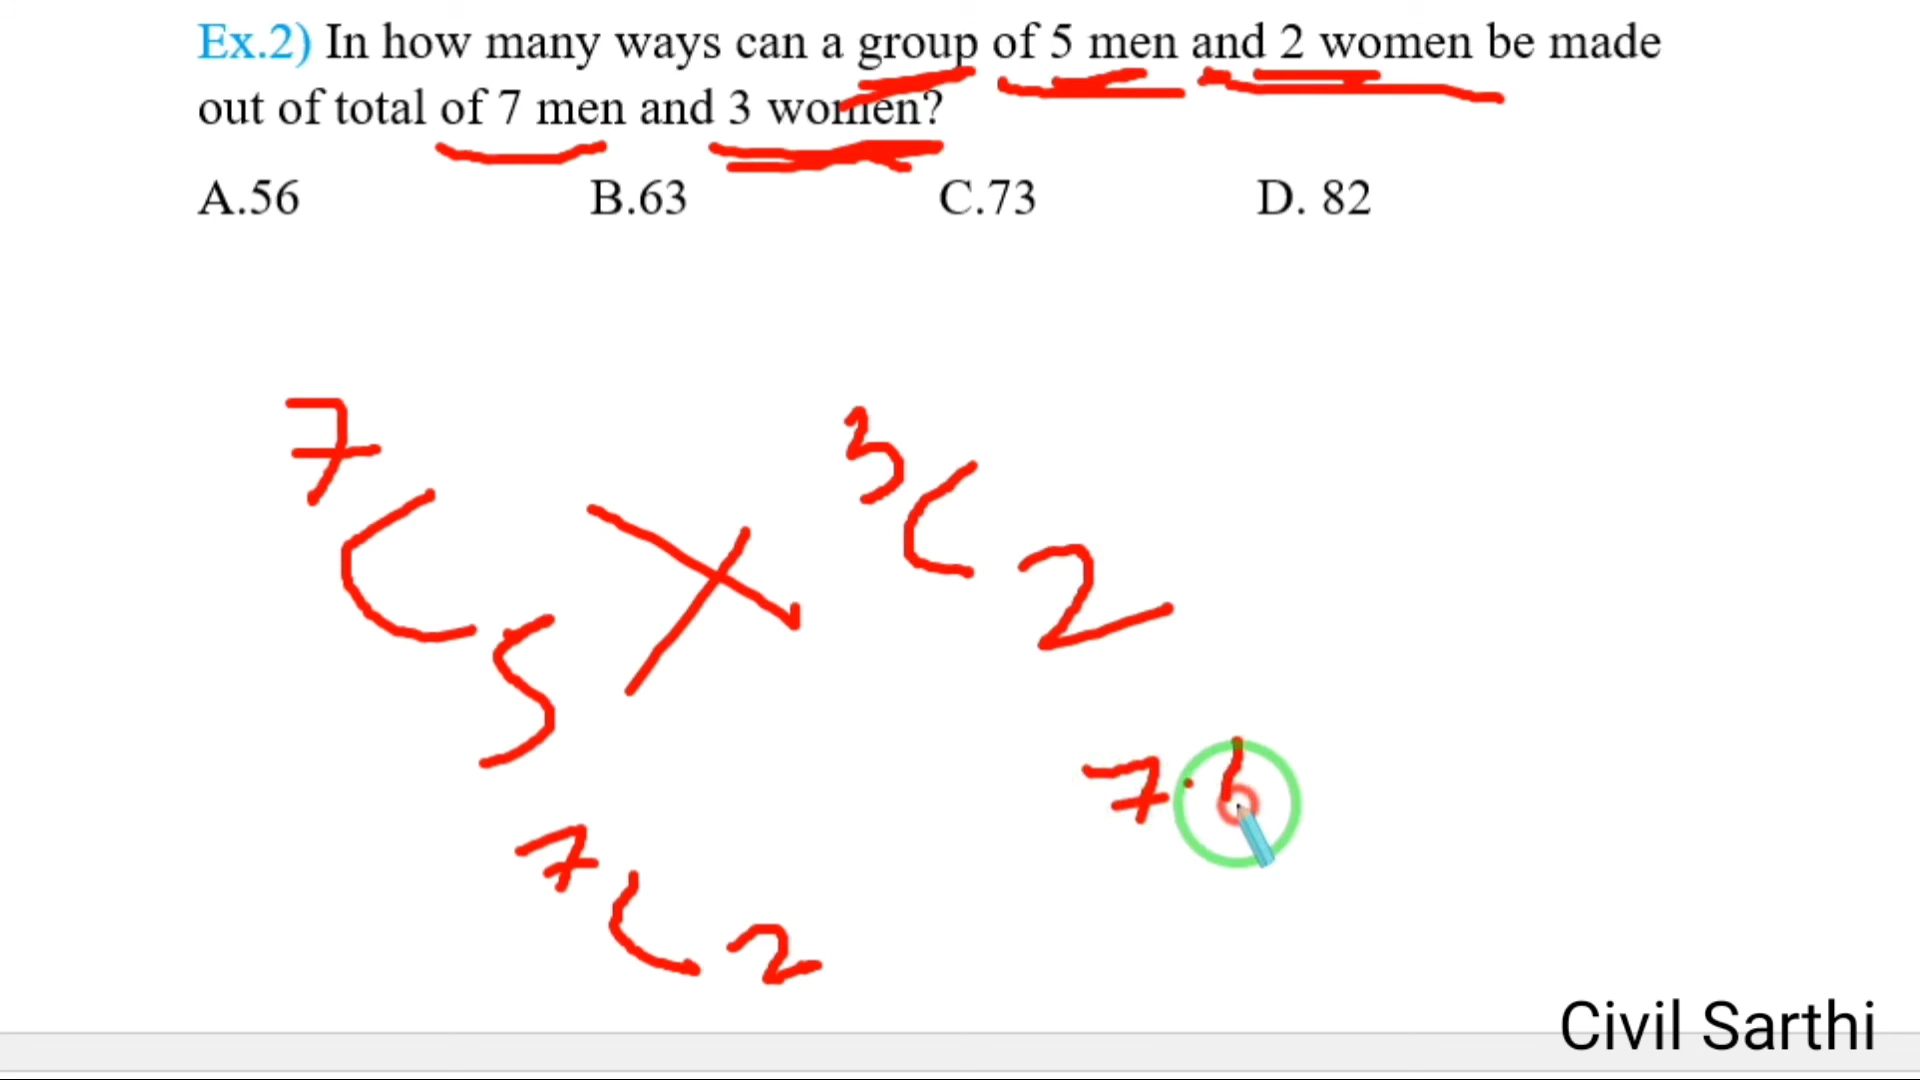 Ex.2) In how many ways can a group of 5 men and 2 women be made
out of total of 7 men and 3 women?
A.56 B.63 C.73 D. 82
7C5 × 3C2
7.6
7C2
Civil Sarthi